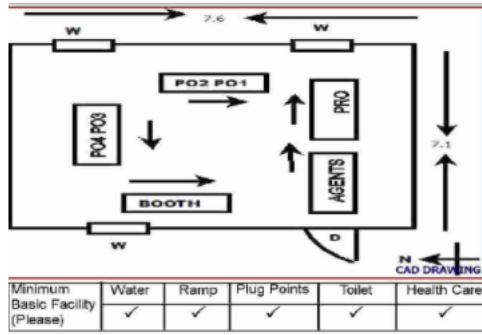 7.6
W
W
PO2 PO1
PRO
PO4 PO3
7.1
AGENTS
BOOTH
W
D
N
CAD DRAWING
Minimum Basic Facility (Please) Water Ramp Plug Points Toilet Health Care
✓ ✓ ✓ ✓ ✓